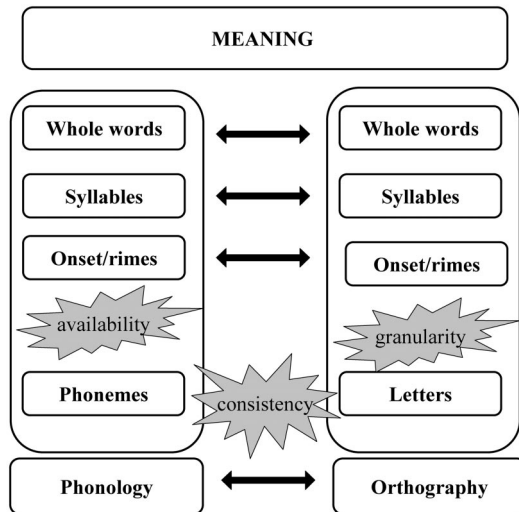 MEANING
Whole words
Whole words
Syllables
Syllables
Onset/rimes
Onset/rimes
availability
granularity
Phonemes
consistency
Letters
Phonology
Orthography